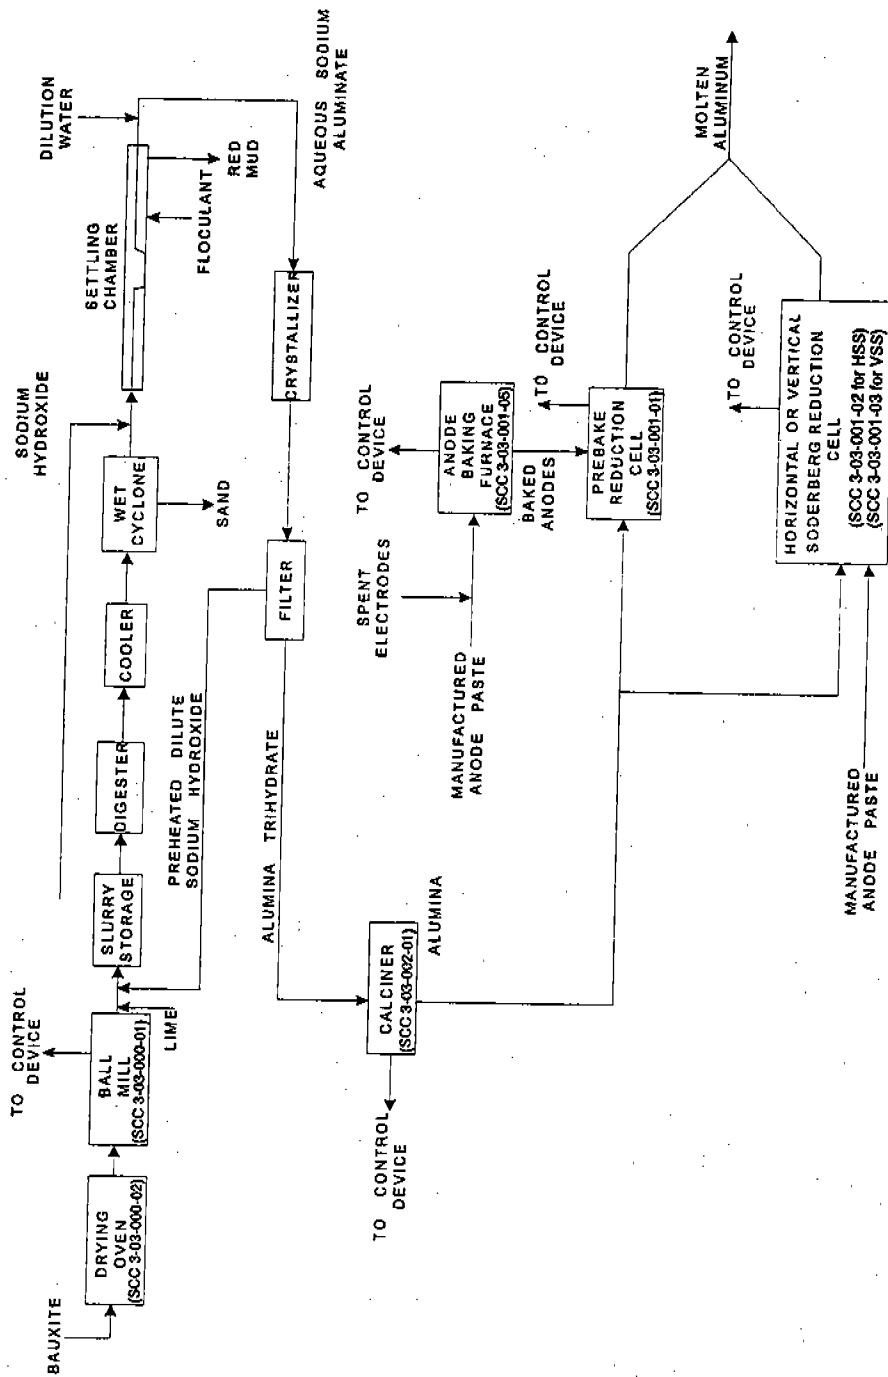 BAUXITE
DRYING
OVEN
(SCC 3-03-000-02)
TO CONTROL
DEVICE
BALL
MILL
(SCC 3-03-000-01)
LIME
SLURRY
STORAGE
DIGESTER
COOLER
WET
CYCLONE
SAND
SODIUM
HYDROXIDE
SETTLING
CHAMBER
FLOCULANT
RED
MUD
DILUTION
WATER
AQUEOUS SODIUM
ALUMINATE
CRYSTALLIZER
FILTER
PREHEATED DILUTE
SODIUM HYDROXIDE
ALUMINA TRIHYDRATE
CALCINER
(SCC 3-03-002-01)
TO CONTROL
DEVICE
ALUMINA
MANUFACTURED
ANODE PASTE
SPENT
ELECTRODES
TO CONTROL
DEVICE
ANODE
BAKING
FURNACE
(SCC 3-03-001-05)
BAKED
ANODES
TO CONTROL
DEVICE
PREBAKE
REDUCTION
CELL
(SCC 3-03-001-01)
MANUFACTURED
ANODE PASTE
TO CONTROL
DEVICE
HORIZONTAL OR VERTICAL
SODERBERG REDUCTION
CELL
(SCC 3-03-001-02 for HSS)
(SCC 3-03-001-03 for VSS)
MOLTEN
ALUMINUM